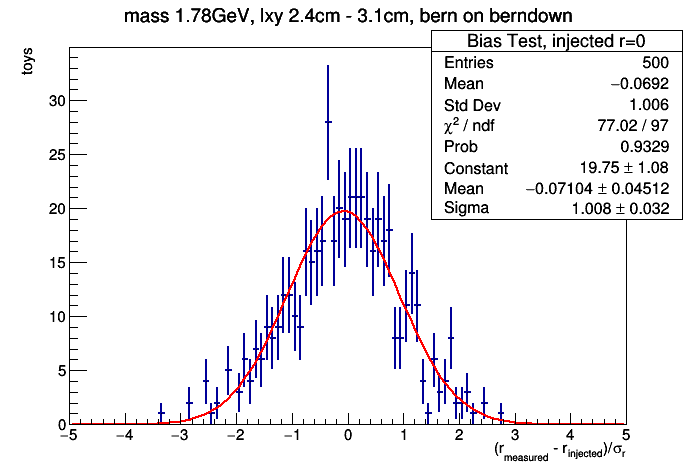 mass 1.78GeV, lxy 2.4cm - 3.1cm, bern on berndown
Bias Test, injected r=0
Entries 500
Mean −0.0692
Std Dev 1.006
χ² / ndf 77.02 / 97
Prob 0.9329
Constant 19.75 ± 1.08
Mean −0.07104 ± 0.04512
Sigma 1.008 ± 0.032
toys
30
25
20
15
10
5
0
−5 −4 −3 −2 −1 0 1 2 3 4 5
(r_measured - r_injected)/σ_r